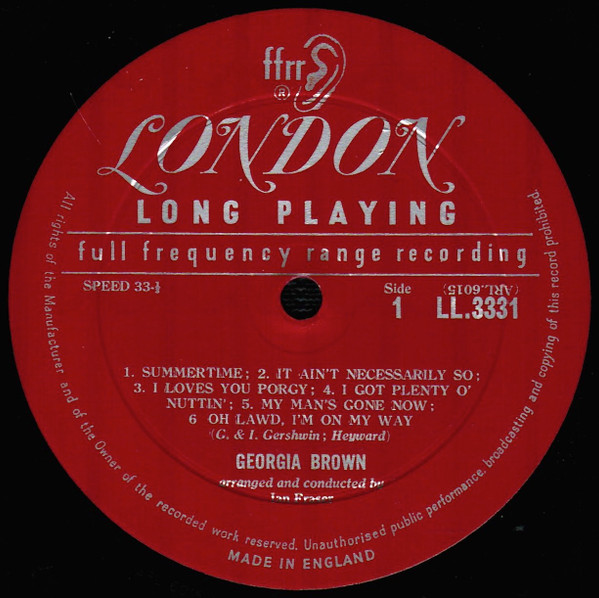 ffrr
®
LONDON
LONG PLAYING
full frequency range recording
SPEED 33-⅓
Side
1
(ARL.6015)
LL.3331
1. SUMMERTIME; 2. IT AIN'T NECESSARILY SO;
3. I LOVES YOU PORGY; 4. I GOT PLENTY O'
NUTTIN'; 5. MY MAN'S GONE NOW;
6 OH LAWD, I'M ON MY WAY
(G. & I. Gershwin; Heyward)
GEORGIA BROWN
arranged and conducted by
Ian Fraser
All rights of the Manufacturer and of the Owner of the recorded work reserved. Unauthorised public performance, broadcasting and copying of this record prohibited.
MADE IN ENGLAND